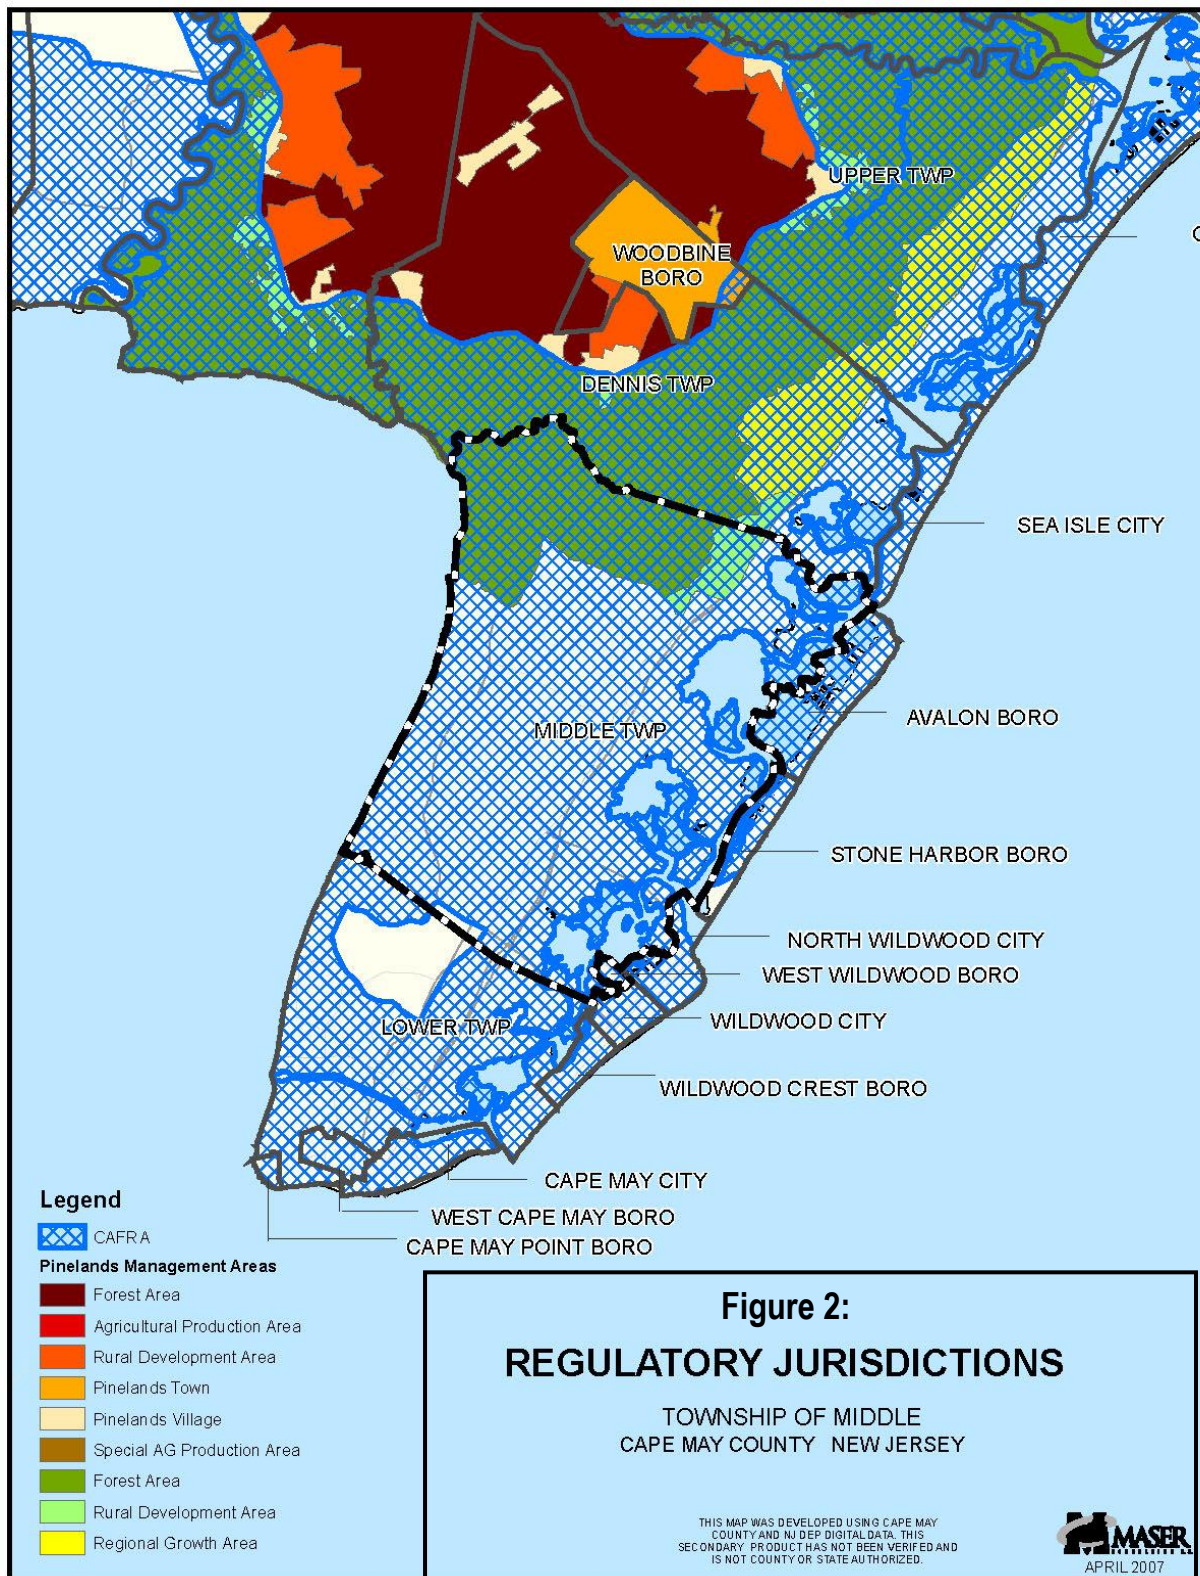 UPPER TWP
WOODBINE
BORO
DENNIS TWP
SEA ISLE CITY
AVALON BORO
MIDDLE TWP
STONE HARBOR BORO
NORTH WILDWOOD CITY
WEST WILDWOOD BORO
WILDWOOD CITY
LOWER TWP
WILDWOOD CREST BORO
CAPE MAY CITY
WEST CAPE MAY BORO
CAPE MAY POINT BORO
Legend
CAFRA
Pinelands Management Areas
Forest Area
Agricultural Production Area
Rural Development Area
Pinelands Town
Pinelands Village
Special AG Production Area
Forest Area
Rural Development Area
Regional Growth Area
Figure 2:
REGULATORY JURISDICTIONS
TOWNSHIP OF MIDDLE
CAPE MAY COUNTY NEW JERSEY
THIS MAP WAS DEVELOPED USING CAPE MAY
COUNTY AND NJ DEP DIGITAL DATA. THIS
SECONDARY PRODUCT HAS NOT BEEN VERIFED AND
IS NOT COUNTY OR STATE AUTHORIZED.
MASER
APRIL 2007